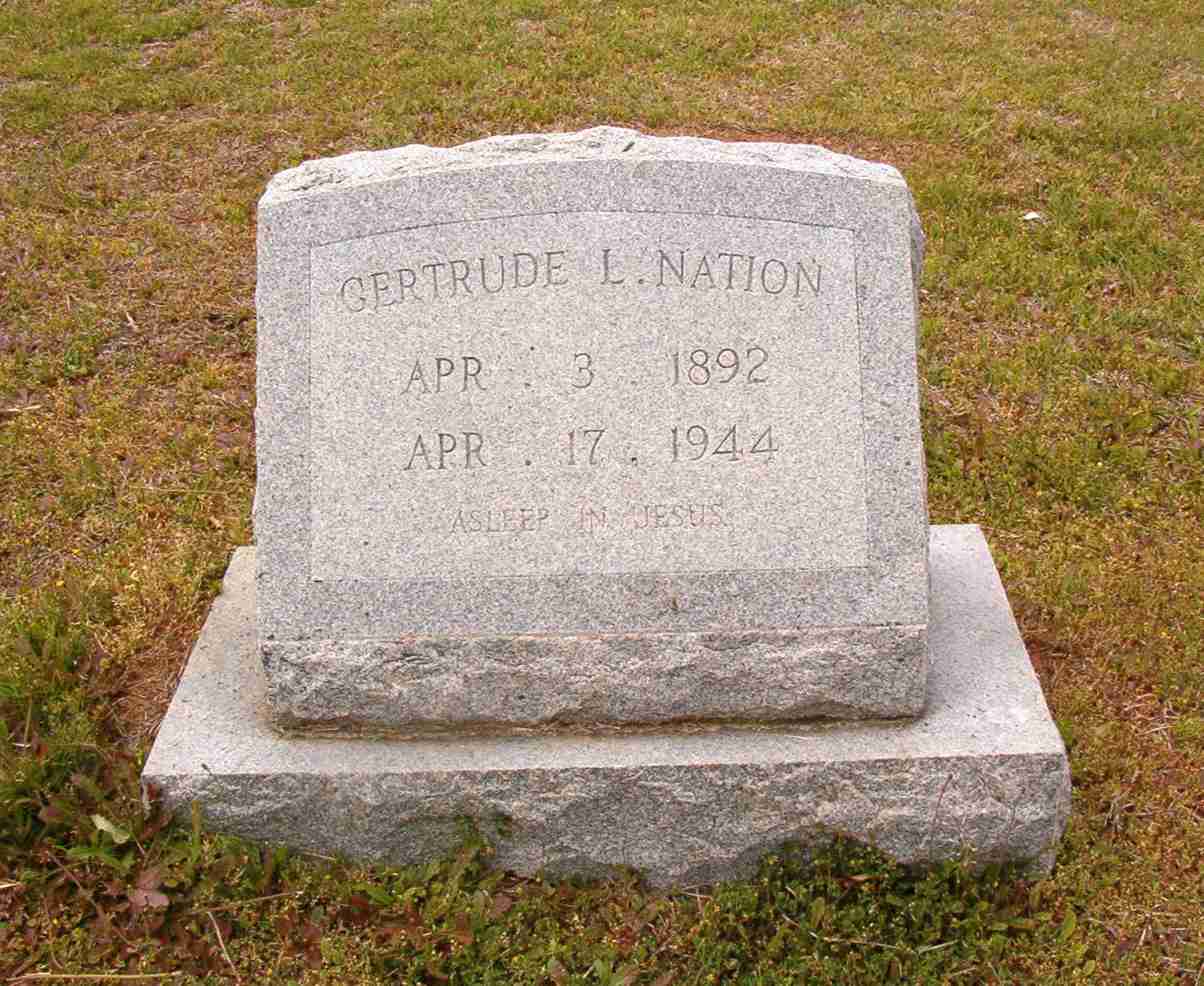 GERTRUDE L. NATION
APR. 3. 1892
APR. 17. 1944
ASLEEP IN JESUS